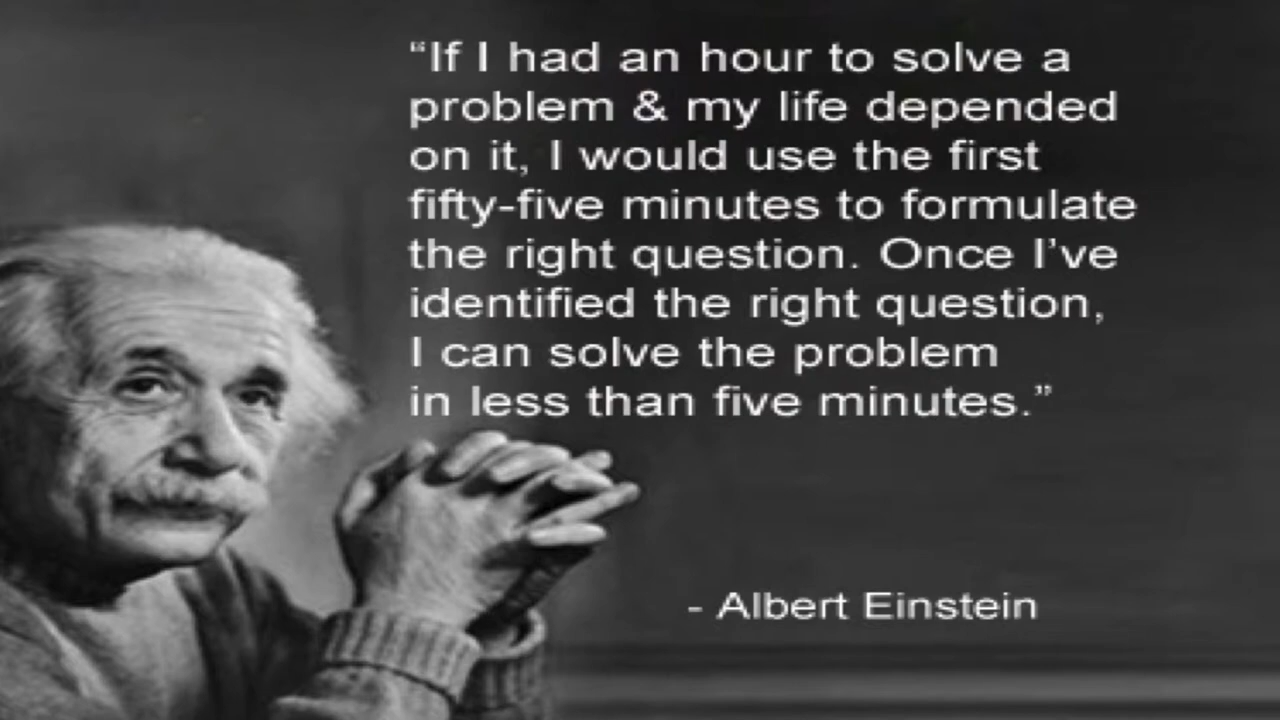 “If I had an hour to solve a
problem & my life depended
on it, I would use the first
fifty-five minutes to formulate
the right question. Once I’ve
identified the right question,
I can solve the problem
in less than five minutes.”
- Albert Einstein